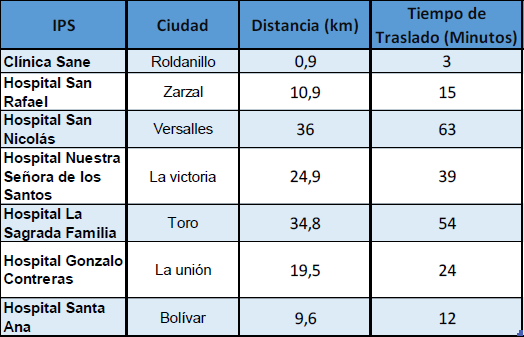 IPS Ciudad Distancia (km) Tiempo de
Traslado (Minutos)
Clínica Sane Roldanillo 0,9 3
Hospital San
Rafael Zarzal 10,9 15
Hospital San
Nicolás Versalles 36 63
Hospital Nuestra
Señora de los
Santos La victoria 24,9 39
Hospital La
Sagrada Familia Toro 34,8 54
Hospital Gonzalo
Contreras La unión 19,5 24
Hospital Santa
Ana Bolívar 9,6 12